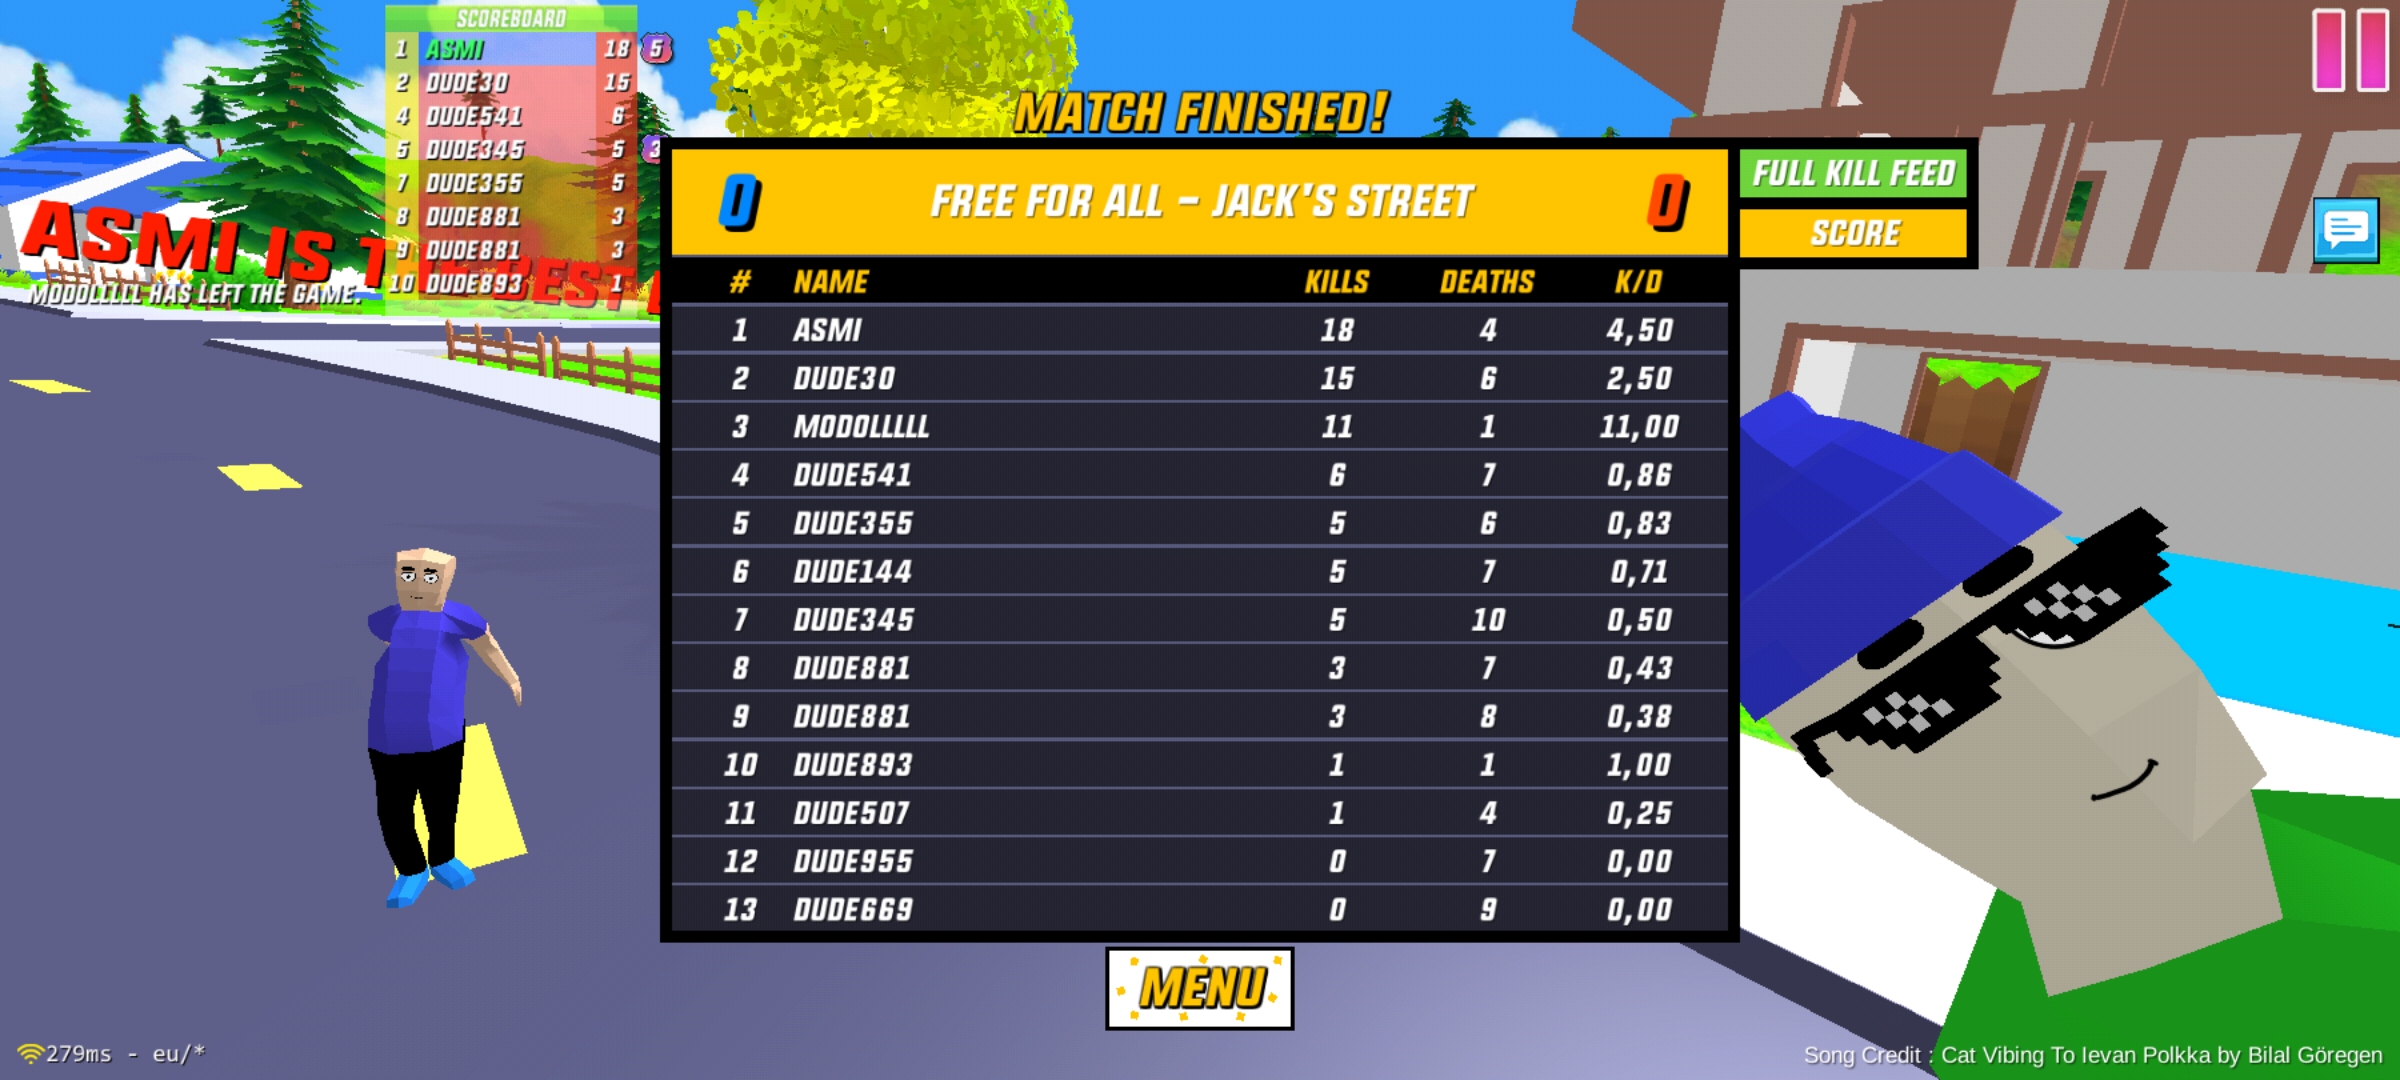 SCOREBOARD
1 ASMI 18 5
2 DUDE30 15
4 DUDE541 6
5 DUDE345 5 3
7 DUDE355 5
8 DUDE881 3
9 DUDE881 3
10 DUDE893 1
ASMI IS THE BEST
MODOLLLLL HAS LEFT THE GAME.
MATCH FINISHED!
0 FREE FOR ALL - JACK'S STREET 0
FULL KILL FEED
SCORE
# NAME KILLS DEATHS K/D
1 ASMI 18 4 4,50
2 DUDE30 15 6 2,50
3 MODOLLLLL 11 1 11,00
4 DUDE541 6 7 0,86
5 DUDE355 5 6 0,83
6 DUDE144 5 7 0,71
7 DUDE345 5 10 0,50
8 DUDE881 3 7 0,43
9 DUDE881 3 8 0,38
10 DUDE893 1 1 1,00
11 DUDE507 1 4 0,25
12 DUDE955 0 7 0,00
13 DUDE669 0 9 0,00
MENU
279ms - eu/*
Song Credit : Cat Vibing To Ievan Polkka by Bilal Göregen